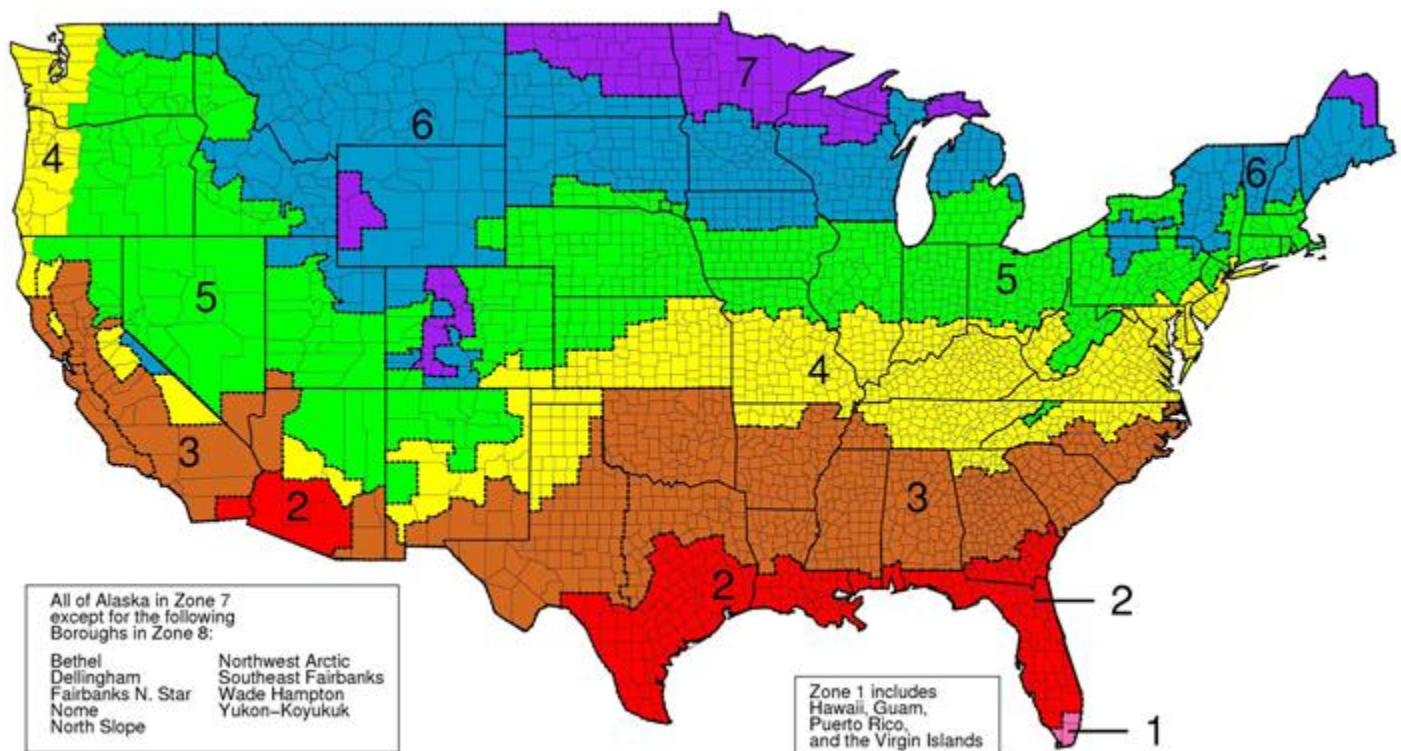 7
6
4
6
5
5
4
3
3
2
2
2
1
All of Alaska in Zone 7
except for the following
Boroughs in Zone 8:
Bethel Northwest Arctic
Dellingham Southeast Fairbanks
Fairbanks N. Star Wade Hampton
Nome Yukon-Koyukuk
North Slope
Zone 1 includes
Hawaii, Guam,
Puerto Rico,
and the Virgin Islands